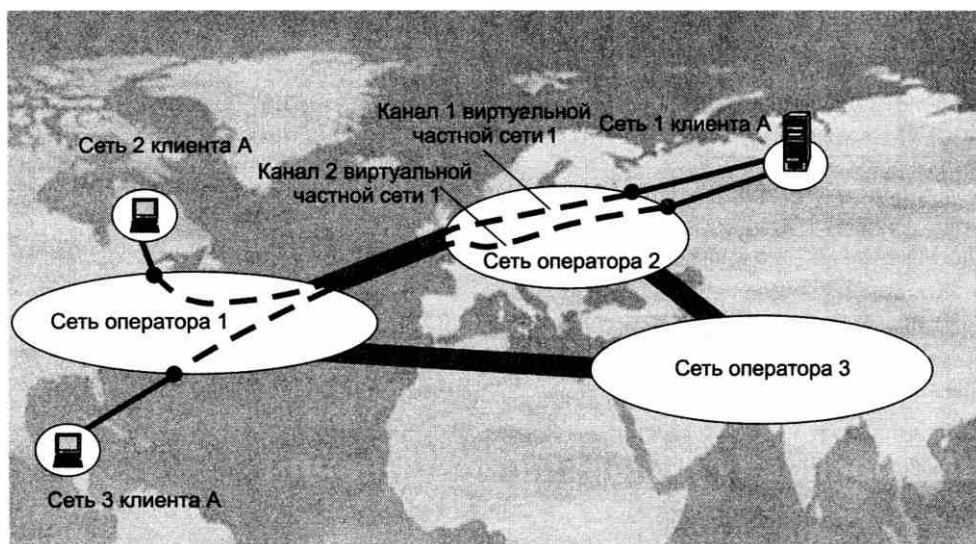 Канал 1 виртуальной
частной сети 1
Сеть 1 клиента А
Сеть 2 клиента А
Канал 2 виртуальной
частной сети 1
Сеть оператора 2
Сеть оператора 1
Сеть оператора 3
Сеть 3 клиента А